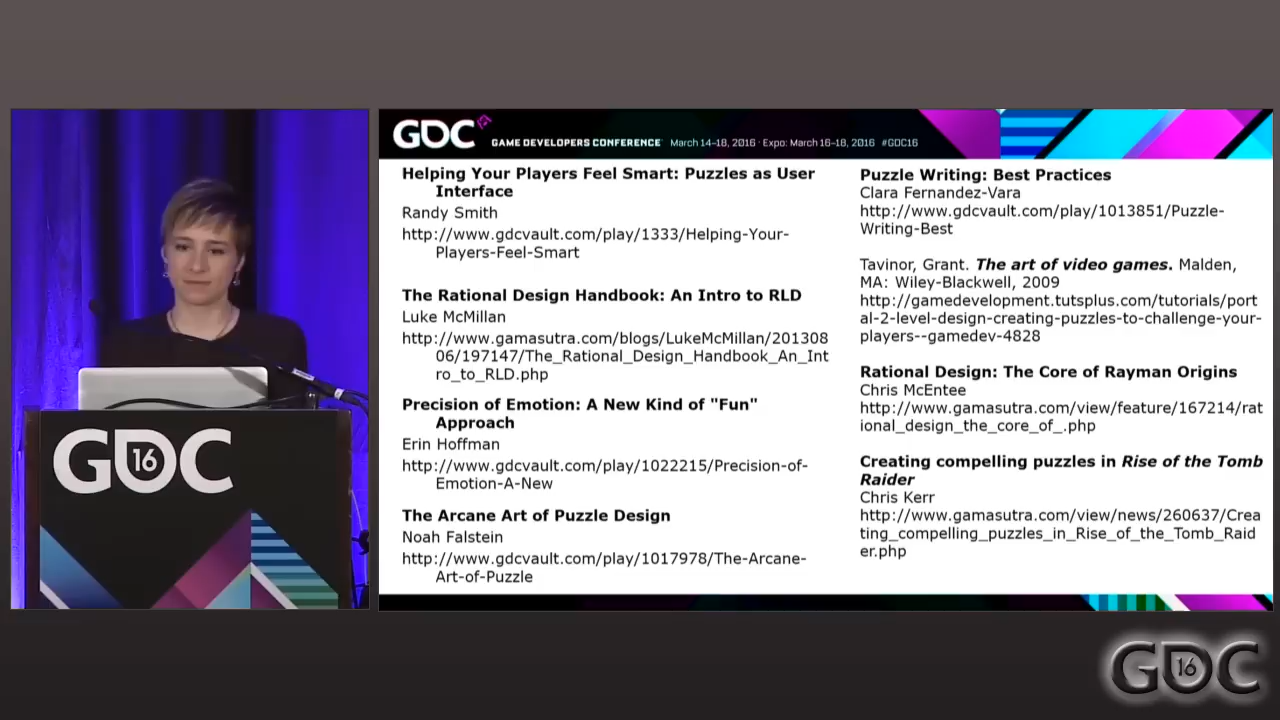 GDC
GAME DEVELOPERS CONFERENCE March 14–18, 2016 · Expo: March 16–18, 2016 #GDC16
Helping Your Players Feel Smart: Puzzles as User
Interface
Randy Smith
http://www.gdcvault.com/play/1333/Helping-Your-
Players-Feel-Smart
The Rational Design Handbook: An Intro to RLD
Luke McMillan
http://www.gamasutra.com/blogs/LukeMcMillan/201308
06/197147/The_Rational_Design_Handbook_An_Int
ro_to_RLD.php
Precision of Emotion: A New Kind of "Fun"
Approach
Erin Hoffman
http://www.gdcvault.com/play/1022215/Precision-of-
Emotion-A-New
The Arcane Art of Puzzle Design
Noah Falstein
http://www.gdcvault.com/play/1017978/The-Arcane-
Art-of-Puzzle
Puzzle Writing: Best Practices
Clara Fernandez-Vara
http://www.gdcvault.com/play/1013851/Puzzle-
Writing-Best
Tavinor, Grant. The art of video games. Malden,
MA: Wiley-Blackwell, 2009
http://gamedevelopment.tutsplus.com/tutorials/port
al-2-level-design-creating-puzzles-to-challenge-your-
players--gamedev-4828
Rational Design: The Core of Rayman Origins
Chris McEntee
http://www.gamasutra.com/view/feature/167214/rat
ional_design_the_core_of_.php
Creating compelling puzzles in Rise of the Tomb
Raider
Chris Kerr
http://www.gamasutra.com/view/news/260637/Crea
ting_compelling_puzzles_in_Rise_of_the_Tomb_Raid
er.php
GDC 16
GDC 16